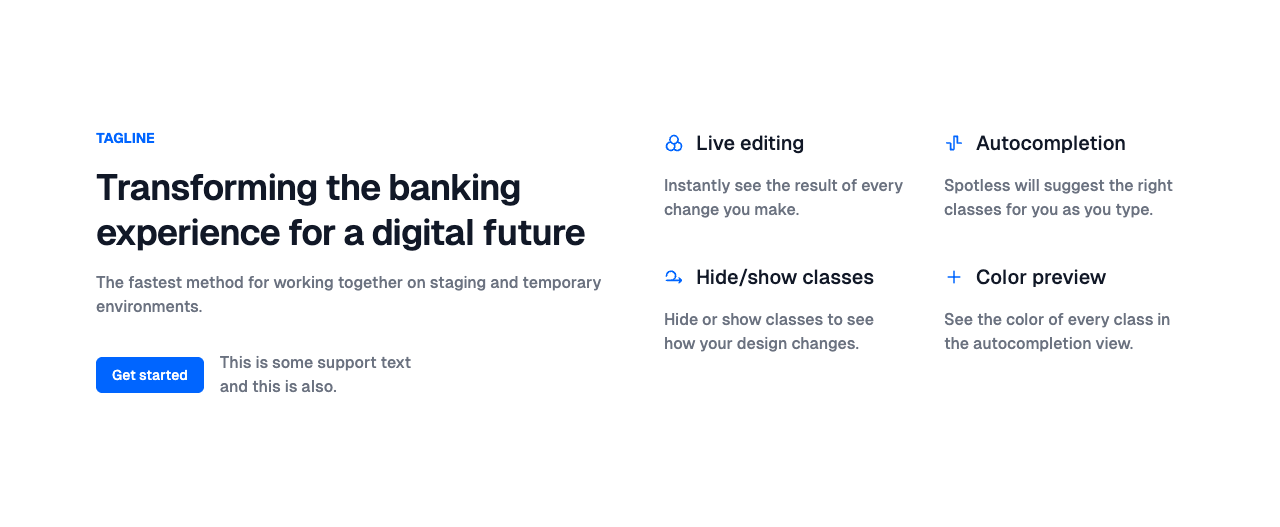 TAGLINE
Transforming the banking
experience for a digital future
The fastest method for working together on staging and temporary
environments.
Get started
This is some support text
and this is also.
Live editing
Instantly see the result of every
change you make.
Autocompletion
Spotless will suggest the right
classes for you as you type.
Hide/show classes
Hide or show classes to see
how your design changes.
Color preview
See the color of every class in
the autocompletion view.